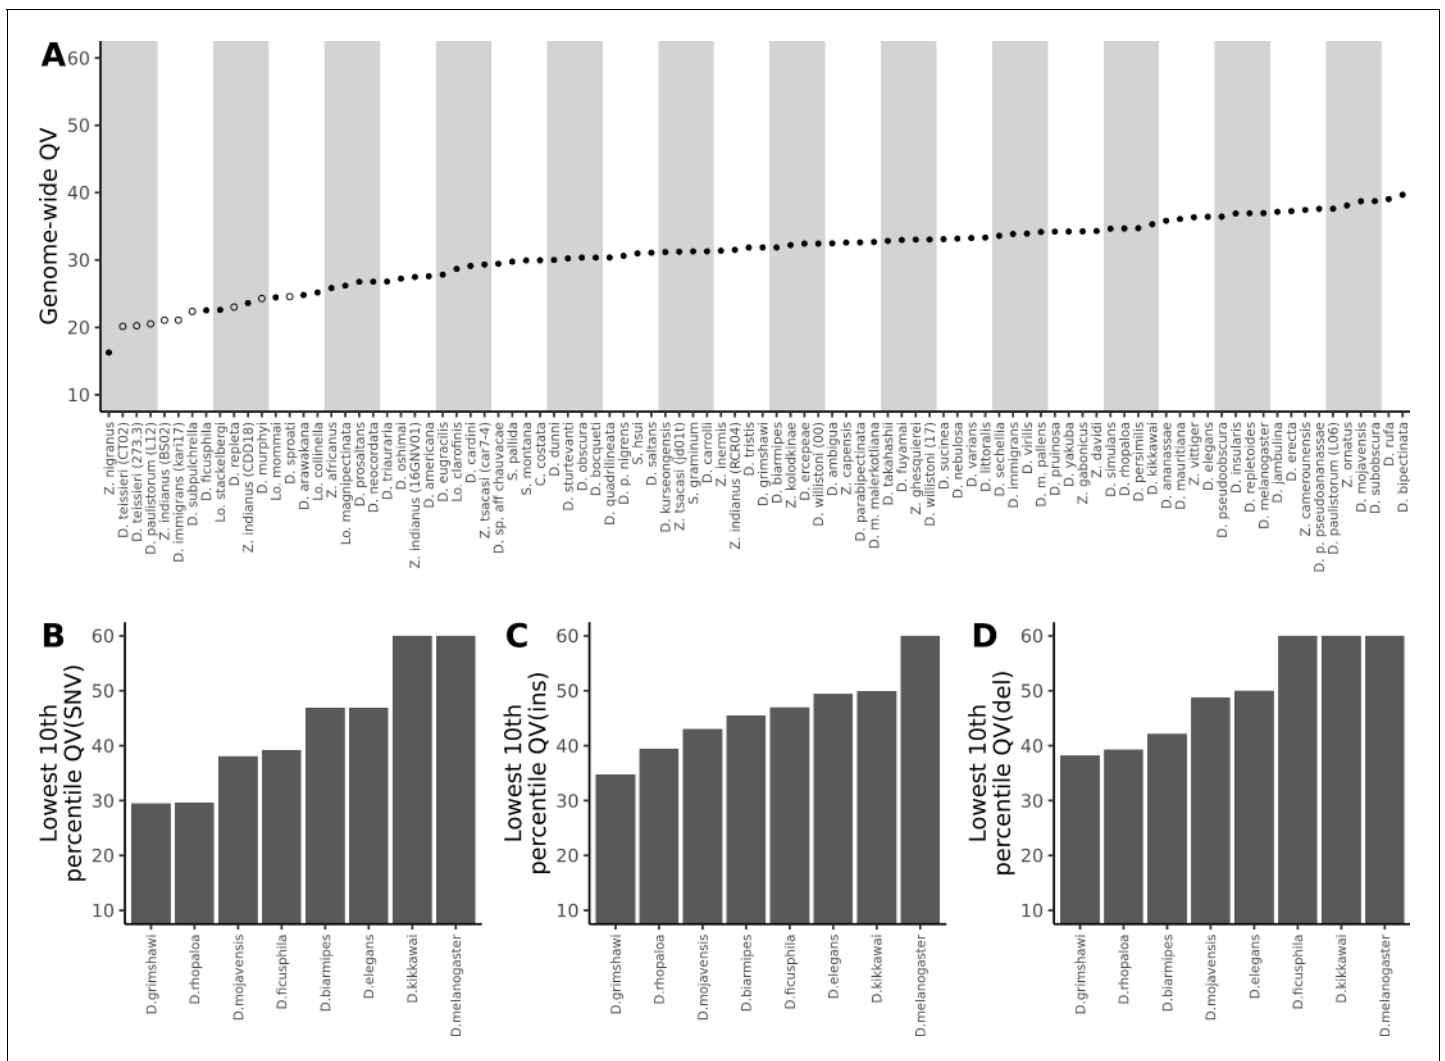 A
Genome-wide QV
60
50
40
30
20
10
Z. nigranus
D. teissieri (CT02)
D. teissieri (273.3)
D. paulistorum (L12)
Z. indianus (BS02)
D. immigrans (kari17)
D. subpulchrella
D. ficusphila
Lo. stackelbergi
D. repleta
Z. indianus (CDD18)
D. murphyi
Lo. mommai
D. sproati
D. arawakana
Lo. collinella
Z. africanus
Lo. magnipectinata
D. prosaltans
D. neocordata
D. triauraria
D. oshimai
Z. indianus (16GNV01)
D. americana
D. eugracilis
Lo. clarofinis
D. cardini
Z. tsacasi (car7-4)
D. sp. aff chauvacae
S. pallida
S. montana
C. costata
D. dunni
D. sturtevanti
D. obscura
D. bocqueti
D. quadrilineata
D. p. nigrens
S. hsui
D. saltans
D. kurseongensis
Z. tsacasi (jd01t)
S. graminum
D. carrolli
Z. inermis
Z. indianus (RCR04)
D. tristis
D. grimshawi
D. biarmipes
Z. kolodkinae
D. ercepeae
D. willistoni (00)
D. ambigua
Z. capensis
D. parabipectinata
D. m. malerkotliana
D. takahashii
D. fuyamai
Z. ghesquierei
D. willistoni (17)
D. sucinea
D. nebulosa
D. varians
D. littoralis
D. sechellia
D. immigrans
D. virilis
D. m. pallens
D. pruinosa
D. yakuba
Z. gabonicus
Z. davidi
D. simulans
D. rhopaloa
D. persimilis
D. kikkawai
D. ananassae
D. mauritiana
Z. vittiger
D. elegans
D. pseudoobscura
D. insularis
D. repletoides
D. melanogaster
D. jambulina
D. erecta
Z. camerounensis
D. p. pseudoananassae
D. paulistorum (L06)
Z. ornatus
D. mojavensis
D. subobscura
D. rufa
D. bipectinata
B
Lowest 10th
percentile QV(SNV)
60
50
40
30
20
10
D.grimshawi
D.rhopaloa
D.mojavensis
D.ficusphila
D.biarmipes
D.elegans
D.kikkawai
D.melanogaster
C
Lowest 10th
percentile QV(ins)
60
50
40
30
20
10
D.grimshawi
D.rhopaloa
D.mojavensis
D.biarmipes
D.ficusphila
D.elegans
D.kikkawai
D.melanogaster
D
Lowest 10th
percentile QV(del)
60
50
40
30
20
10
D.grimshawi
D.rhopaloa
D.biarmipes
D.mojavensis
D.elegans
D.ficusphila
D.kikkawai
D.melanogaster